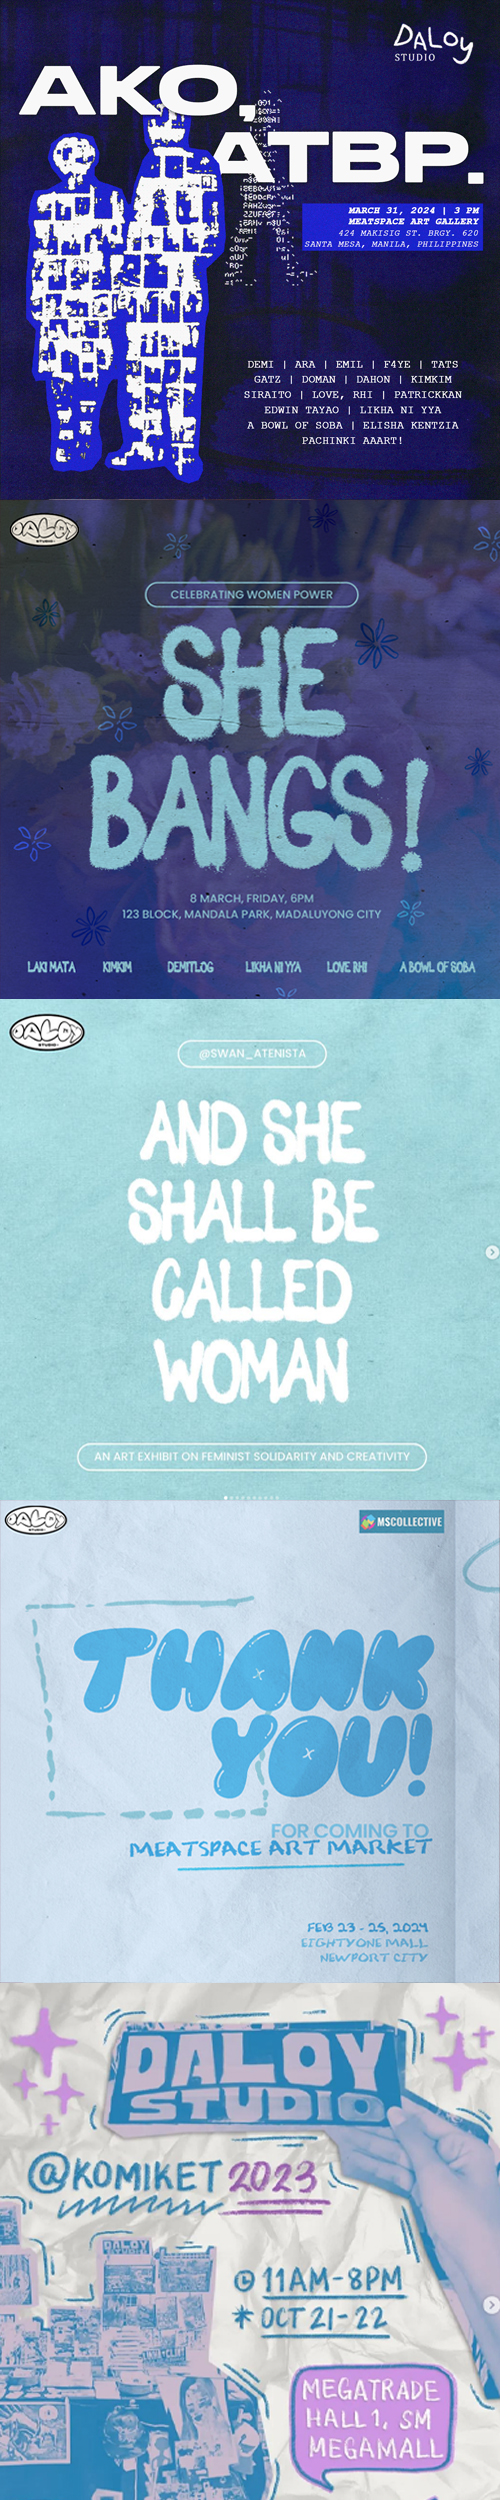 DALOY
STUDIO
AKO,
ATBP.
MARCH 31, 2024 | 3 PM
MEATSPACE ART GALLERY
424 MAKISIG ST. BRGY. 620
SANTA MESA, MANILA, PHILIPPINES
DEMI | ARA | EMIL | F4YE | TATS
GATZ | DOMAN | DAHON | KIMKIM
SIRAITO | LOVE, RHI | PATRICKKAN
EDWIN TAYAO | LIKHA NI YYA
A BOWL OF SOBA | ELISHA KENTZIA
PACHINKI AAART!
DALOY
STUDIO
CELEBRATING WOMEN POWER
SHE
BANGS!
8 MARCH, FRIDAY, 6PM
123 BLOCK, MANDALA PARK, MADALUYONG CITY
LAKI MATA KIMKIM DEMITLOG LIKHA NI YYA LOVE RHI A BOWL OF SOBA
DALOY
STUDIO
@SWAN_ATENISTA
AND SHE
SHALL BE
CALLED
WOMAN
AN ART EXHIBIT ON FEMINIST SOLIDARITY AND CREATIVITY
DALOY
STUDIO
MSCOLLECTIVE
THANK
YOU!
FOR COMING TO
MEATSPACE ART MARKET
FEB 23 - 25, 2024
EIGHTYONE MALL
NEWPORT CITY
DALOY
STUDIO
@KOMIKET 2023
11AM-8PM
* OCT 21-22
DALOY
MEGATRADE
HALL 1, SM
MEGAMALL